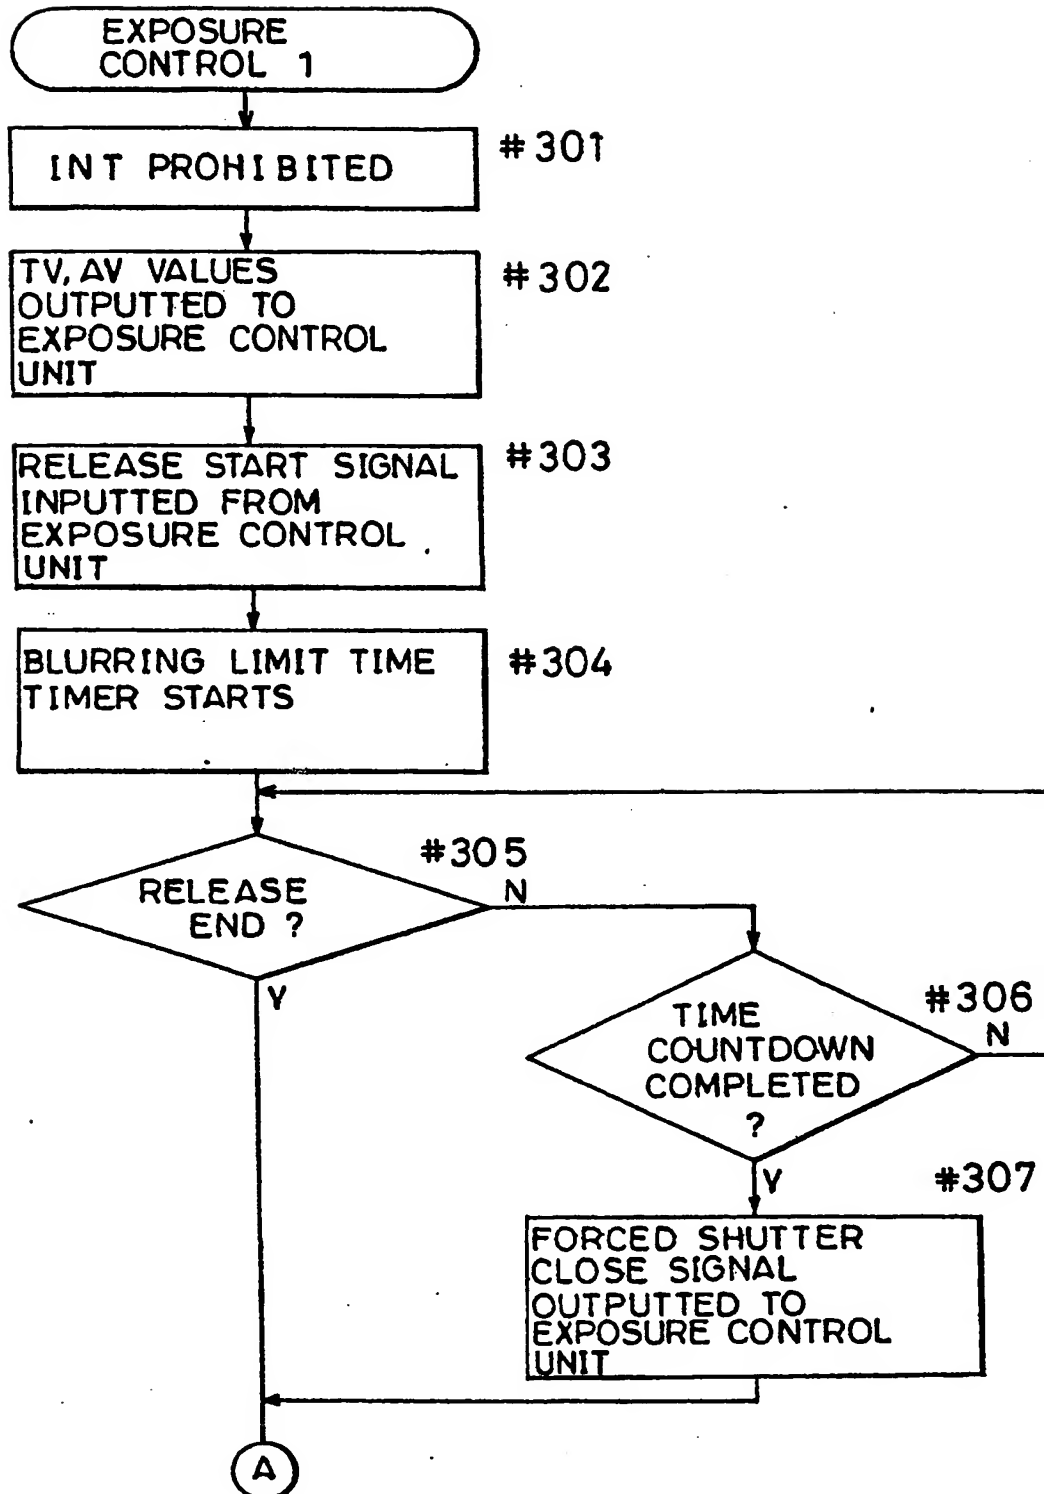 EXPOSURE
CONTROL 1
INT PROHIBITED
#301
TV, AV VALUES
OUTPUTTED TO
EXPOSURE CONTROL
UNIT
#302
RELEASE START SIGNAL
INPUTTED FROM
EXPOSURE CONTROL
UNIT
#303
BLURRING LIMIT TIME
TIMER STARTS
#304
#305
RELEASE
END ?
N
Y
#306
TIME
COUNTDOWN
COMPLETED
?
N
Y
#307
FORCED SHUTTER
CLOSE SIGNAL
OUTPUTTED TO
EXPOSURE CONTROL
UNIT
A